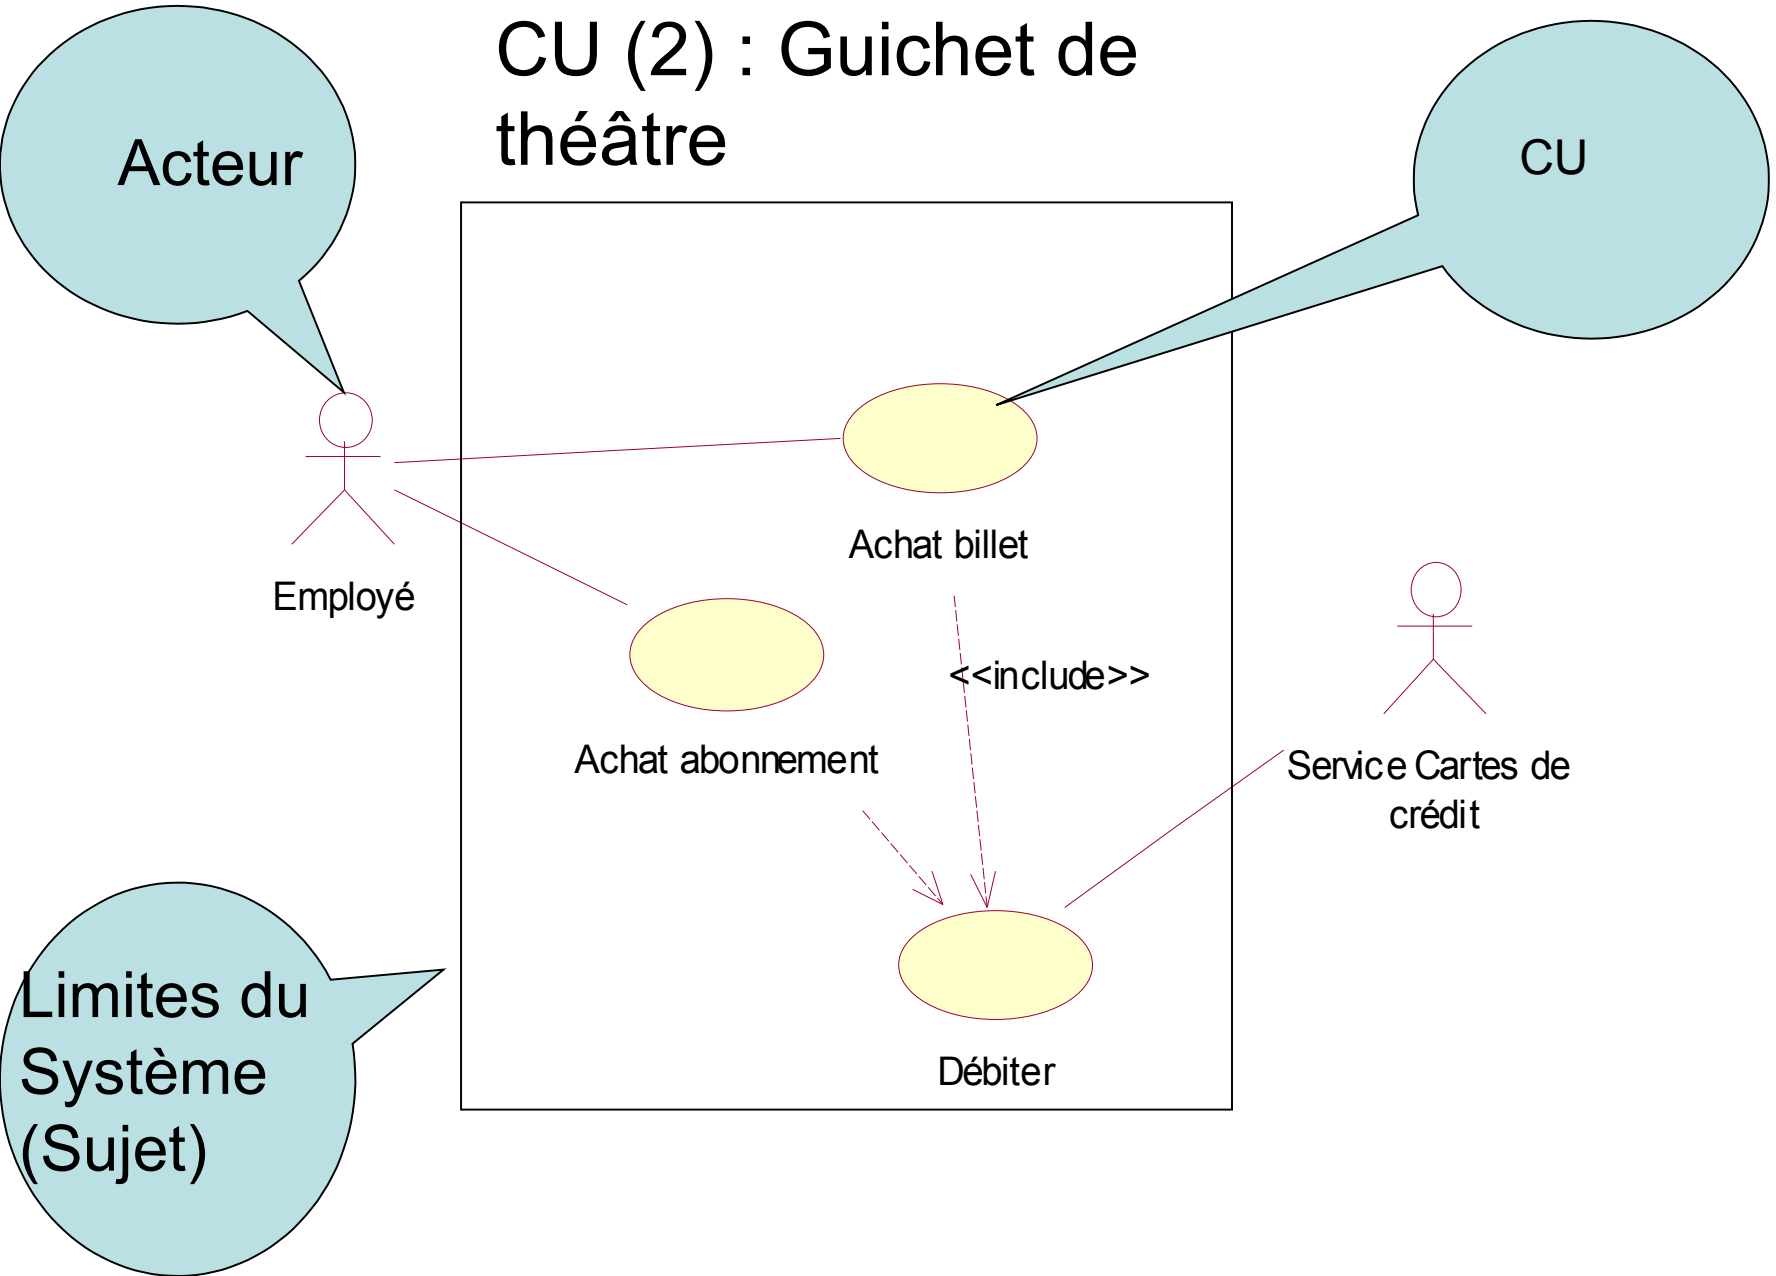 CU (2) : Guichet de
théâtre
Acteur
CU
Employé
Achat billet
<<include>>
Achat abonnement
Service Cartes de
crédit
Débiter
Limites du
Système
(Sujet)